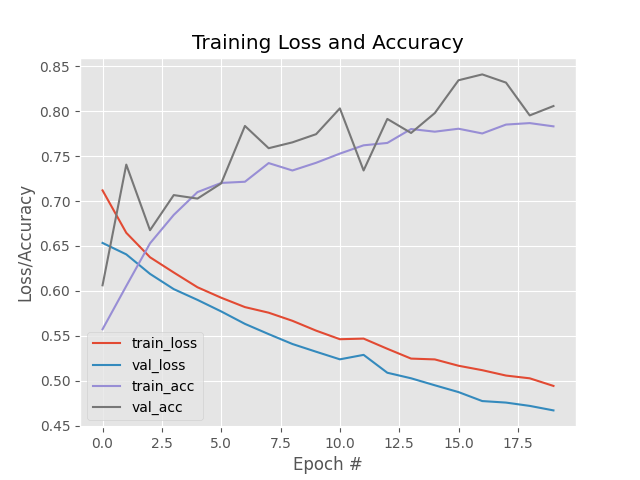 Training Loss and Accuracy
Loss/Accuracy
0.85
0.80
0.75
0.70
0.65
0.60
0.55
0.50
0.45
train_loss
val_loss
train_acc
val_acc
0.0 2.5 5.0 7.5 10.0 12.5 15.0 17.5
Epoch #